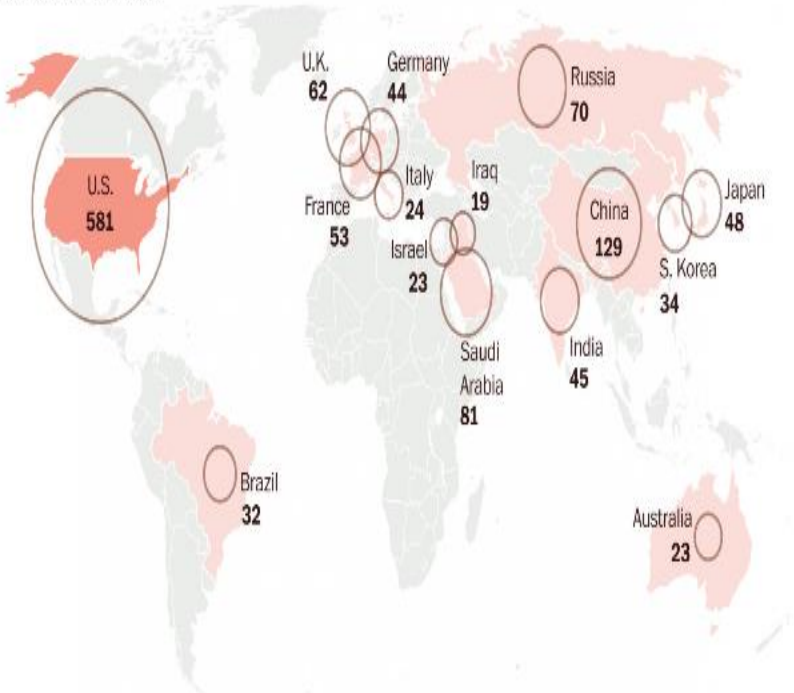 U.K.
62
Germany
44
Russia
70
U.S.
581
France
53
Italy
24
Iraq
19
Israel
23
China
129
Japan
48
S. Korea
34
Saudi
Arabia
81
India
45
Brazil
32
Australia
23